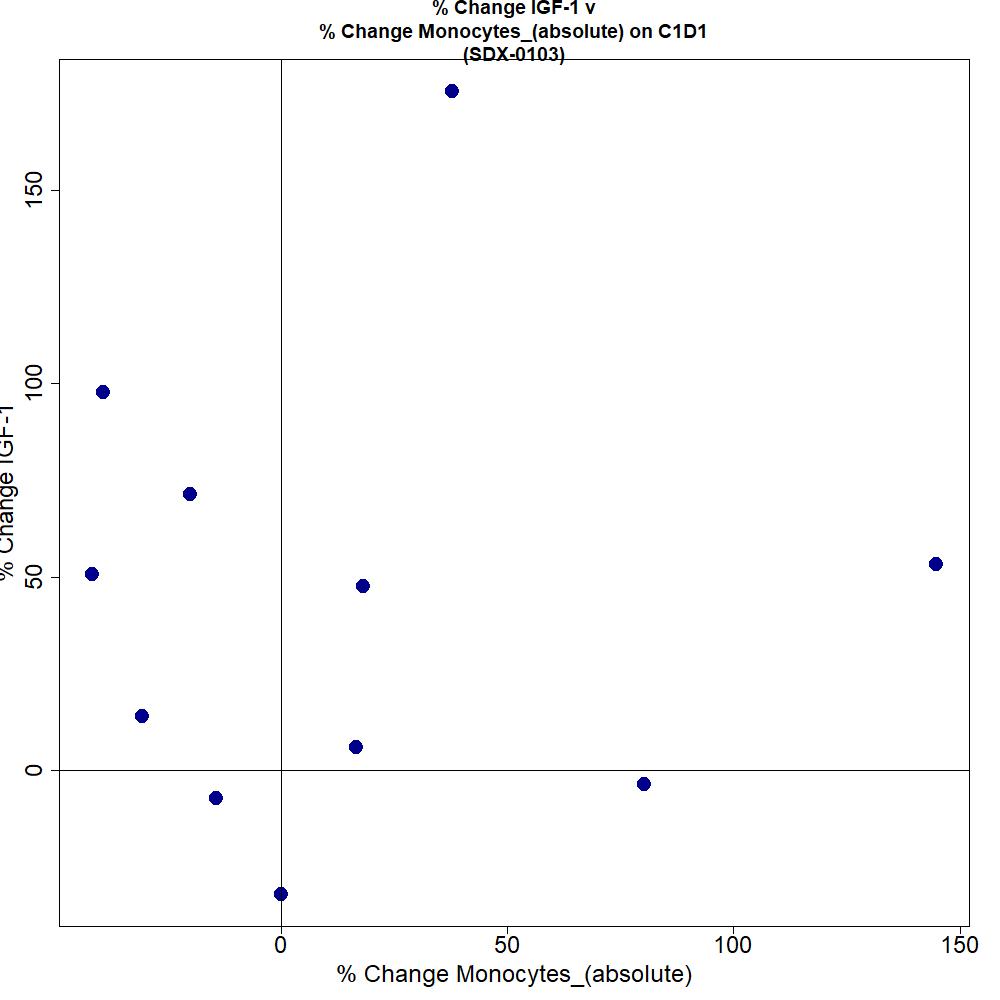 % Change IGF-1 v
% Change Monocytes_(absolute) on C1D1
(SDX-0103)
% Change IGF-1
150
100
50
0
0
50
100
150
% Change Monocytes_(absolute)